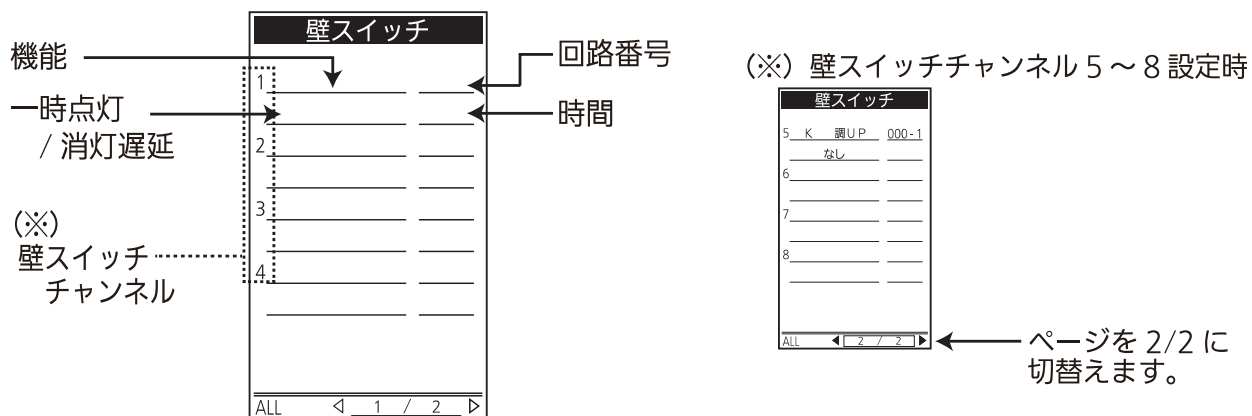 壁スイッチ
機能
回路番号
1
一時点灯
/ 消灯遅延
時間
2
3
(※)
壁スイッチ
チャンネル
4
ALL ◁ 1 / 2 ▷
(※) 壁スイッチチャンネル 5 ～ 8 設定時
壁スイッチ
5 K 調UP 000-1
なし
6
7
8
ALL ◀ 2 / 2 ▶
ページを 2/2 に
切替えます。